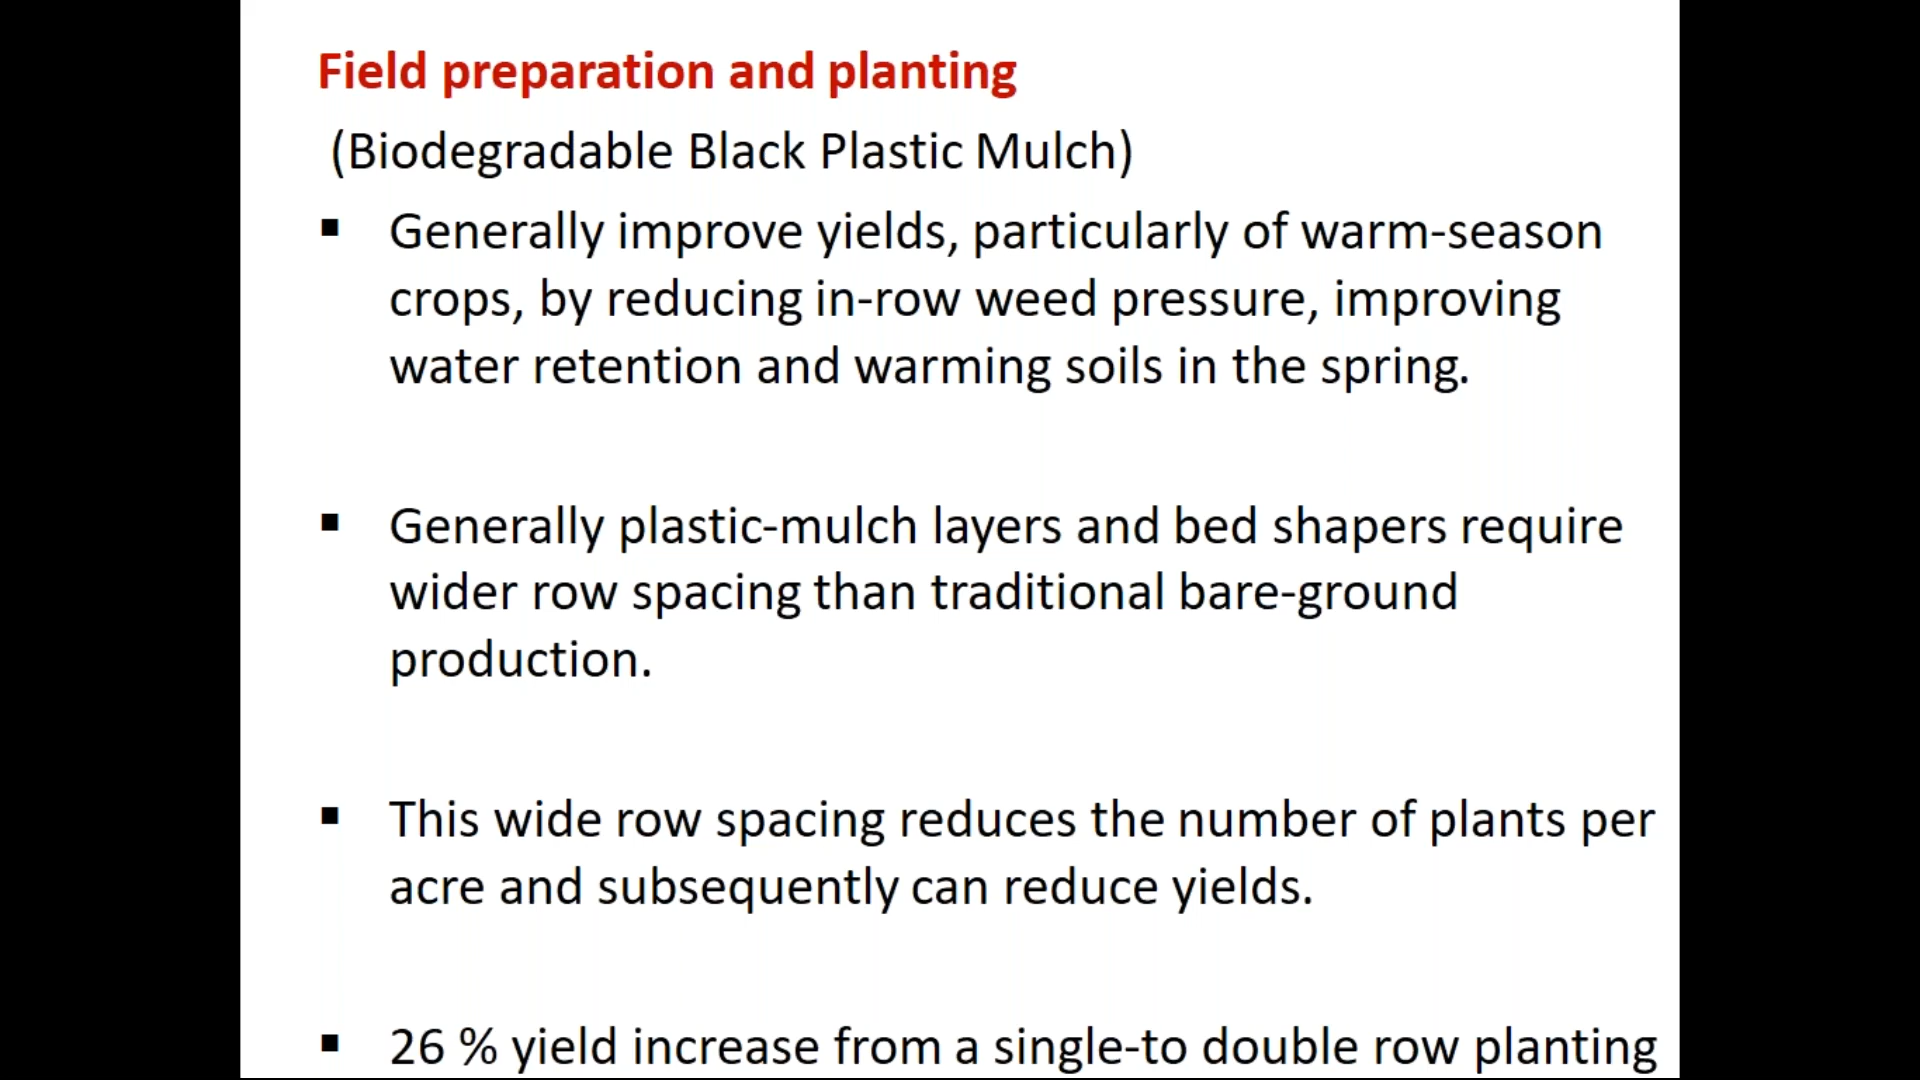 Field preparation and planting
(Biodegradable Black Plastic Mulch)
▪ Generally improve yields, particularly of warm-season
crops, by reducing in-row weed pressure, improving
water retention and warming soils in the spring.
▪ Generally plastic-mulch layers and bed shapers require
wider row spacing than traditional bare-ground
production.
▪ This wide row spacing reduces the number of plants per
acre and subsequently can reduce yields.
▪ 26 % yield increase from a single-to double row planting